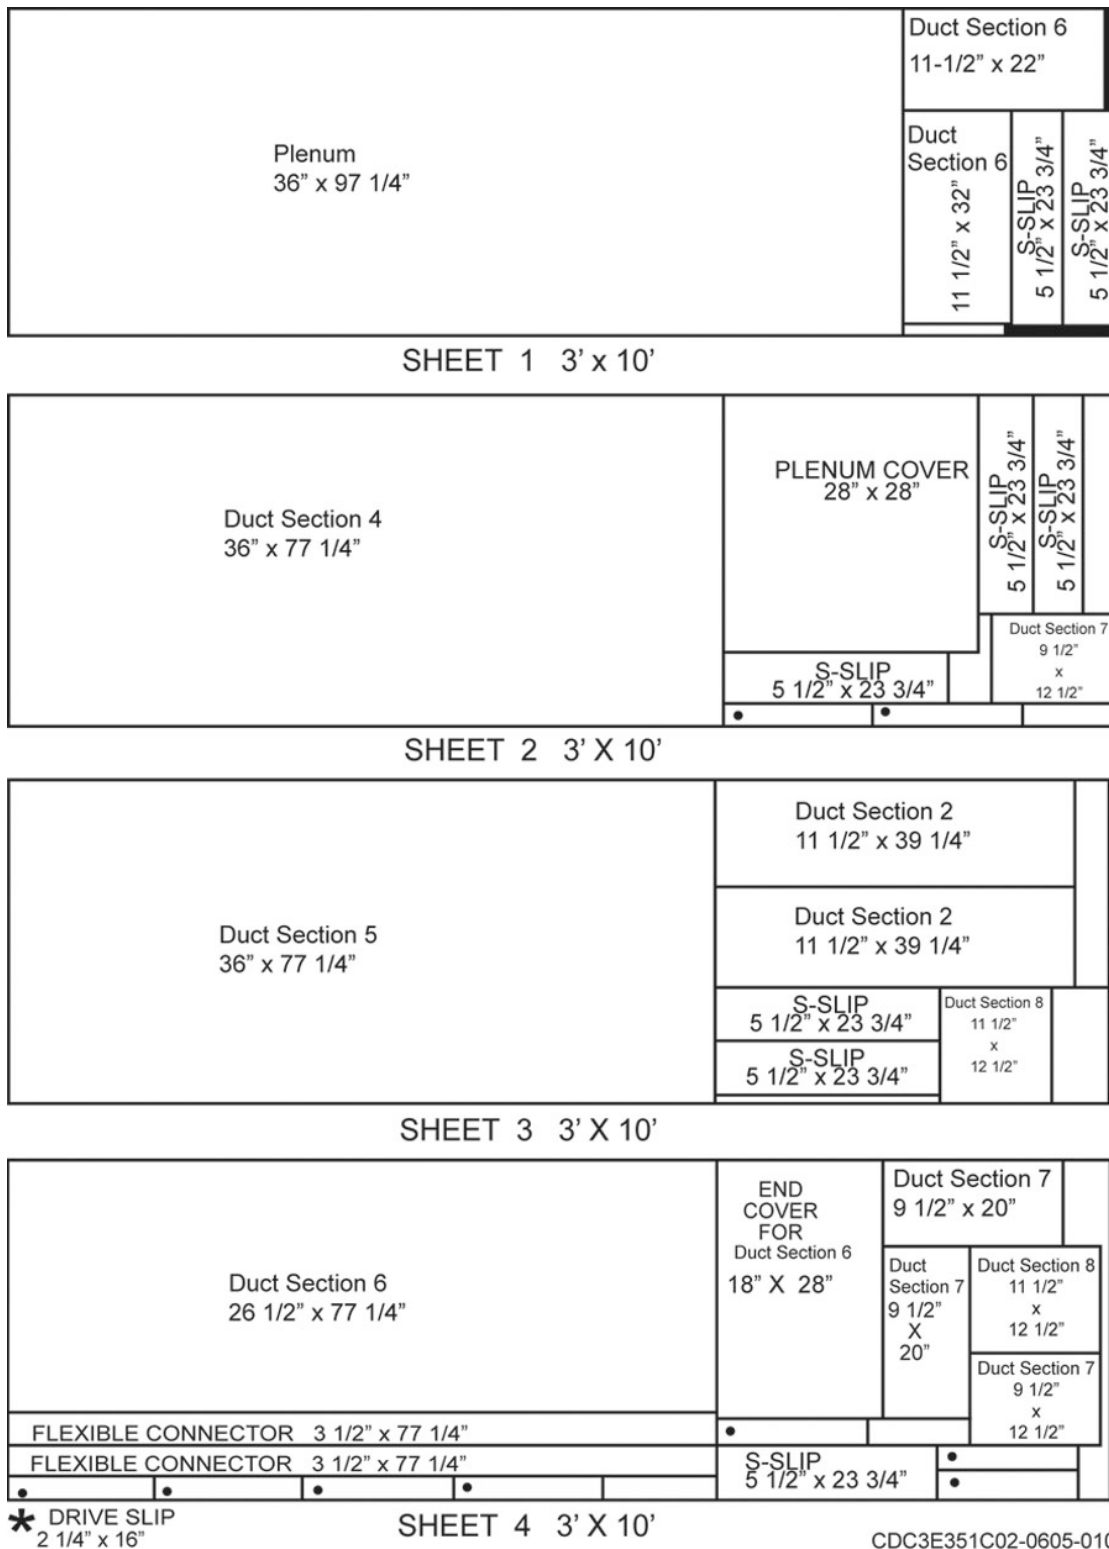 Plenum
36” x 97 1/4”
Duct Section 6
11-1/2” x 22”
Duct
Section 6
11 1/2” x 32”
S-SLIP
5 1/2” x 23 3/4”
S-SLIP
5 1/2” x 23 3/4”
SHEET 1 3’ x 10’
Duct Section 4
36” x 77 1/4”
PLENUM COVER
28” x 28”
S-SLIP
5 1/2” x 23 3/4”
S-SLIP
5 1/2” x 23 3/4”
Duct Section 7
9 1/2”
x
12 1/2”
S-SLIP
5 1/2” x 23 3/4”
SHEET 2 3’ X 10’
Duct Section 5
36” x 77 1/4”
Duct Section 2
11 1/2” x 39 1/4”
Duct Section 2
11 1/2” x 39 1/4”
S-SLIP
5 1/2” x 23 3/4”
S-SLIP
5 1/2” x 23 3/4”
Duct Section 8
11 1/2”
x
12 1/2”
SHEET 3 3’ X 10’
Duct Section 6
26 1/2” x 77 1/4”
END
COVER
FOR
Duct Section 6
18” X 28”
Duct Section 7
9 1/2” x 20”
Duct
Section 7
9 1/2”
X
20”
Duct Section 8
11 1/2”
x
12 1/2”
Duct Section 7
9 1/2”
x
12 1/2”
FLEXIBLE CONNECTOR 3 1/2” x 77 1/4”
FLEXIBLE CONNECTOR 3 1/2” x 77 1/4”
S-SLIP
5 1/2” x 23 3/4”
* DRIVE SLIP
2 1/4” x 16”
SHEET 4 3’ X 10’
CDC3E351C02-0605-010